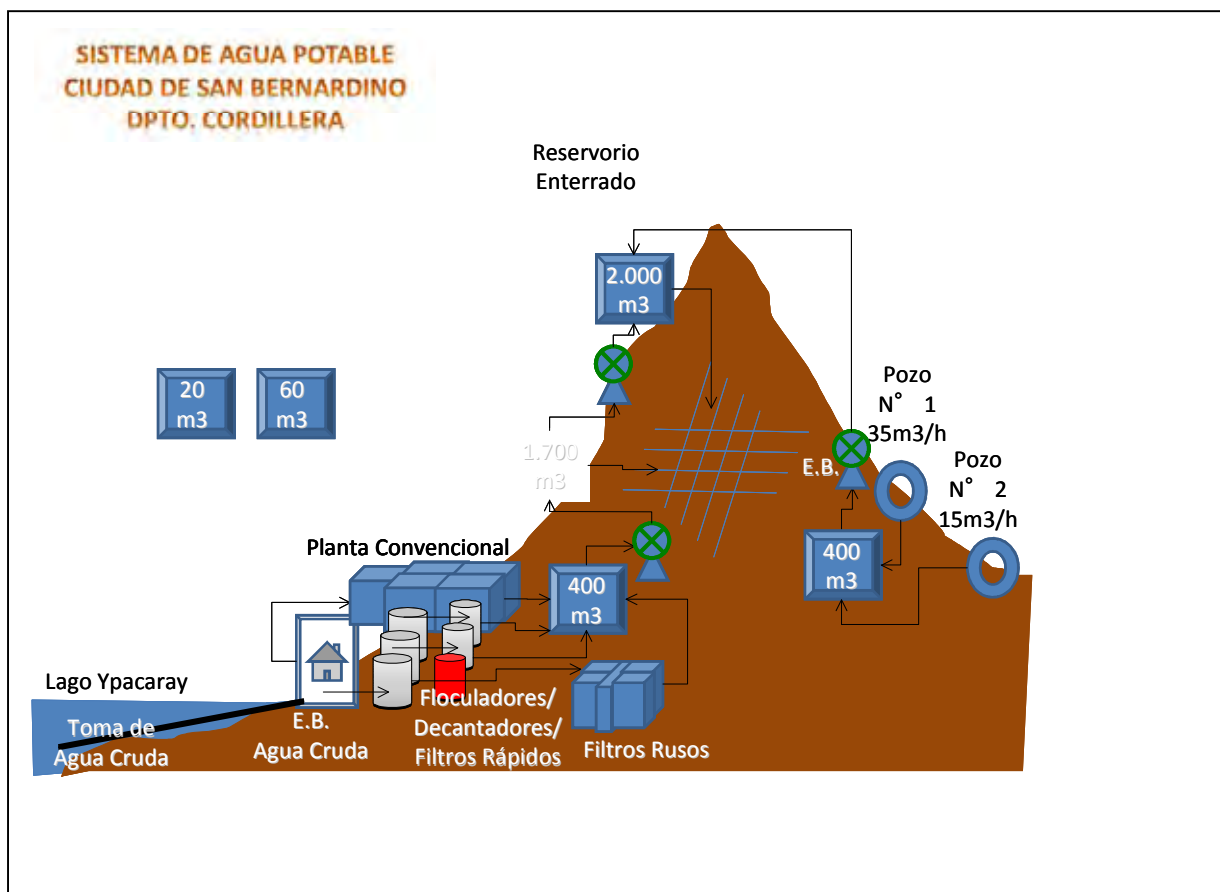 SISTEMA DE AGUA POTABLE
CIUDAD DE SAN BERNARDINO
DPTO. CORDILLERA
Reservorio
Enterrado
2.000
m3
20
m3
60
m3
Pozo
N° 1
35m3/h
1.700
m3
E.B.
Pozo
N° 2
15m3/h
Planta Convencional
400
m3
400
m3
Lago Ypacaray
Toma de
Agua Cruda
E.B.
Agua Cruda
Floculadores/
Decantadores/
Filtros Rápidos
Filtros Rusos